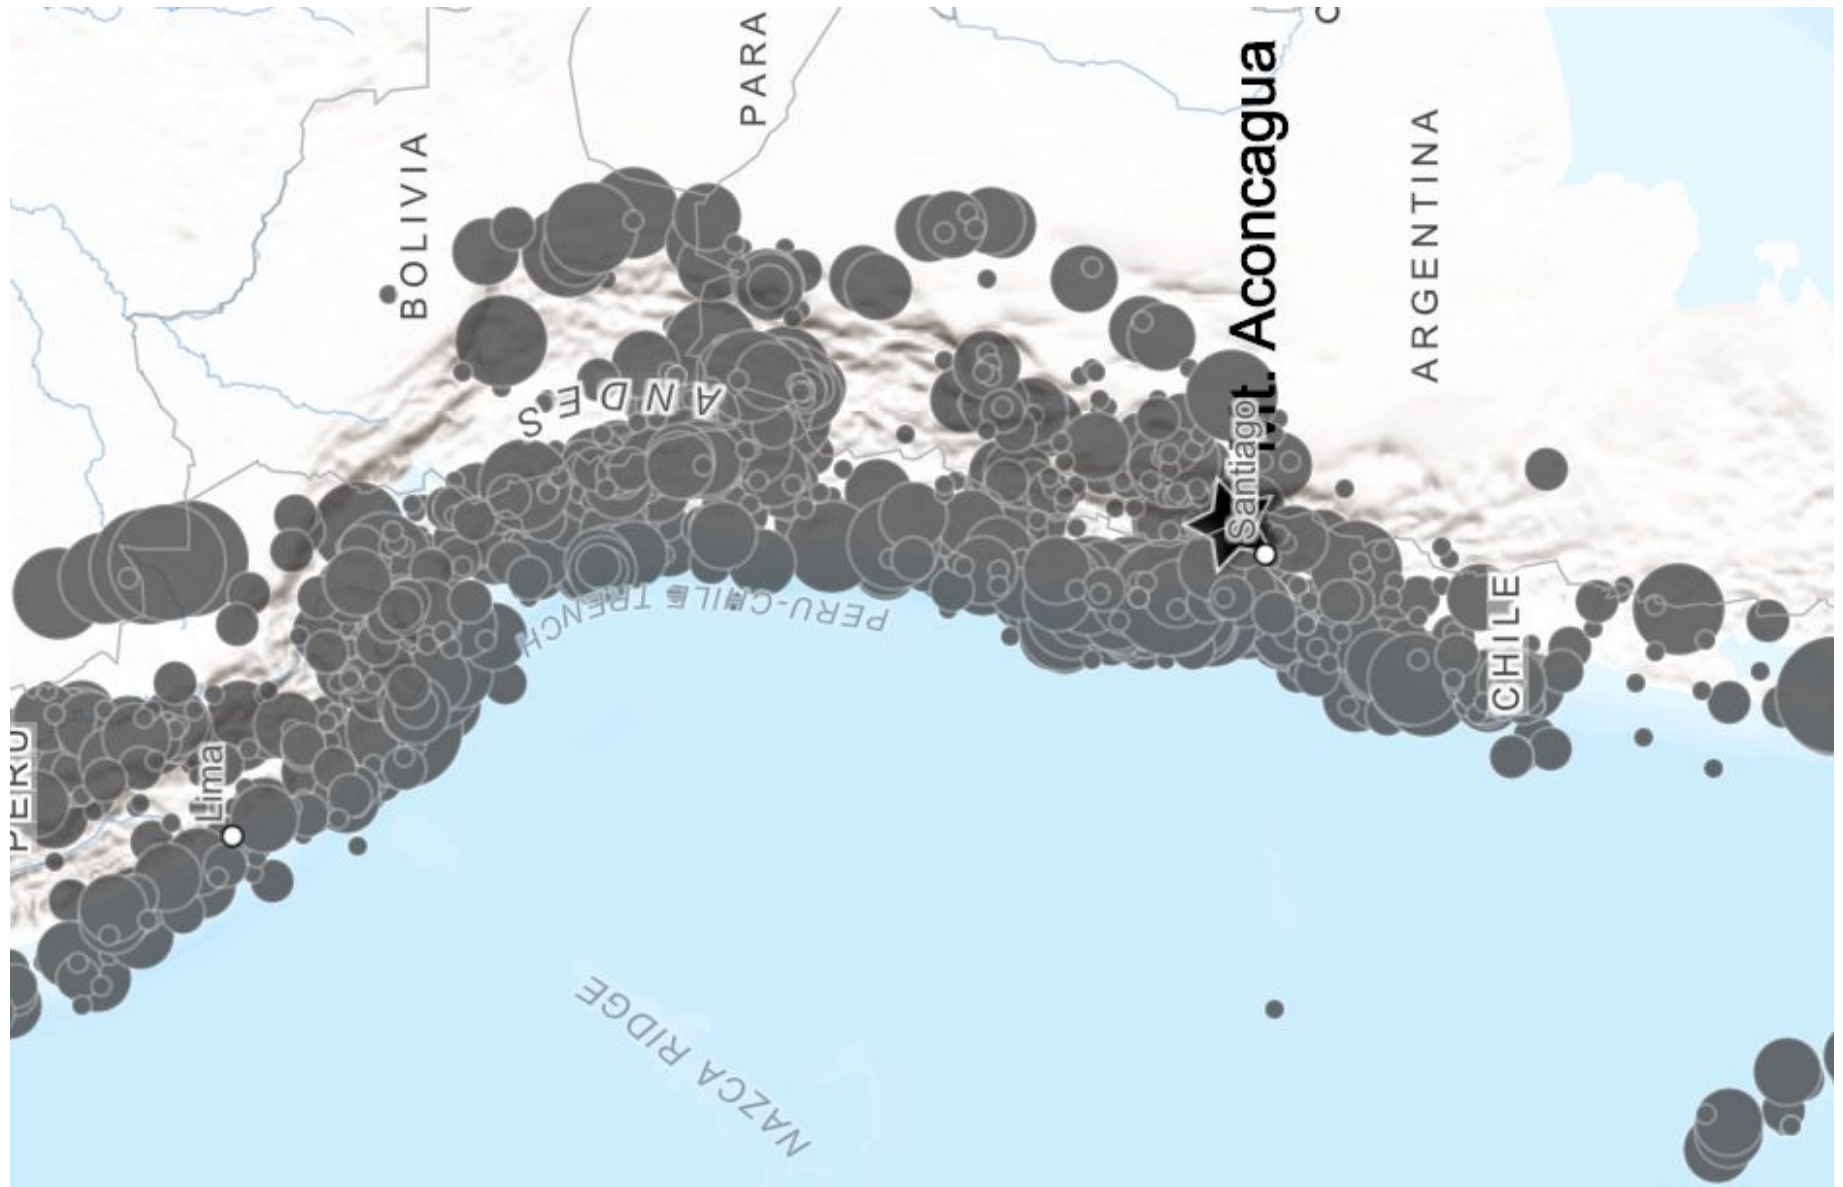 BOLIVIA
PARA
Mt. Aconcagua
ARGENTINA
ANDES
Santiago
PERU-CHILE TRENCH
CHILE
PERU
Lima
NAZCA RIDGE